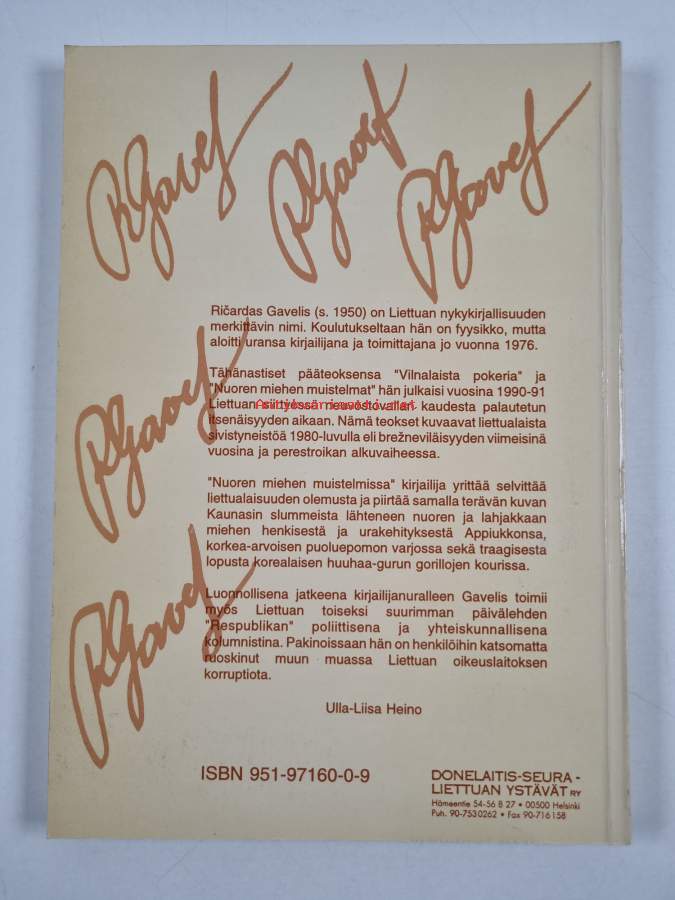 RGavel
RGavel
RGavel
Ričardas Gavelis (s. 1950) on Liettuan nykykirjallisuuden
merkittävin nimi. Koulutukseltaan hän on fyysikko, mutta
aloitti uransa kirjailijana ja toimittajana jo vuonna 1976.
Tähänastiset pääteoksensa "Vilnalaista pokeria" ja
"Nuoren miehen muistelmat" hän julkaisi vuosina 1990-91
Liettuan siirtyessä neuvostovallan kaudesta palautetun
itsenäisyyden aikaan. Nämä teokset kuvaavat liettualaista
sivistyneistöä 1980-luvulla eli brežneviläisyyden viimeisinä
vuosina ja perestroikan alkuvaiheessa.
RGavel
"Nuoren miehen muistelmissa" kirjailija yrittää selvittää
liettualaisuuden olemusta ja piirtää samalla terävän kuvan
Kaunasin slummeista lähteneen nuoren ja lahjakkaan
miehen henkisestä ja urakehityksestä Appiukkonsa,
korkea-arvoisen puoluepomon varjossa sekä traagisesta
lopusta korealaisen huuhaa-gurun gorillojen kourissa.
Luonnollisena jatkeena kirjailijanuralleen Gavelis toimii
myös Liettuan toiseksi suurimman päivälehden
"Respublikan" poliittisena ja yhteiskunnallisena
kolumnistina. Pakinoissaan hän on henkilöihin katsomatta
ruoskinut muun muassa Liettuan oikeuslaitoksen
korruptiota.
RGavel
Ulla-Liisa Heino
ISBN 951-97160-0-9
DONELAITIS-SEURA -
LIETTUAN YSTÄVÄT RY
Hämeentie 54-56 B 27 • 00500 Helsinki
Puh. 90-7530262 • Fax 90-716158